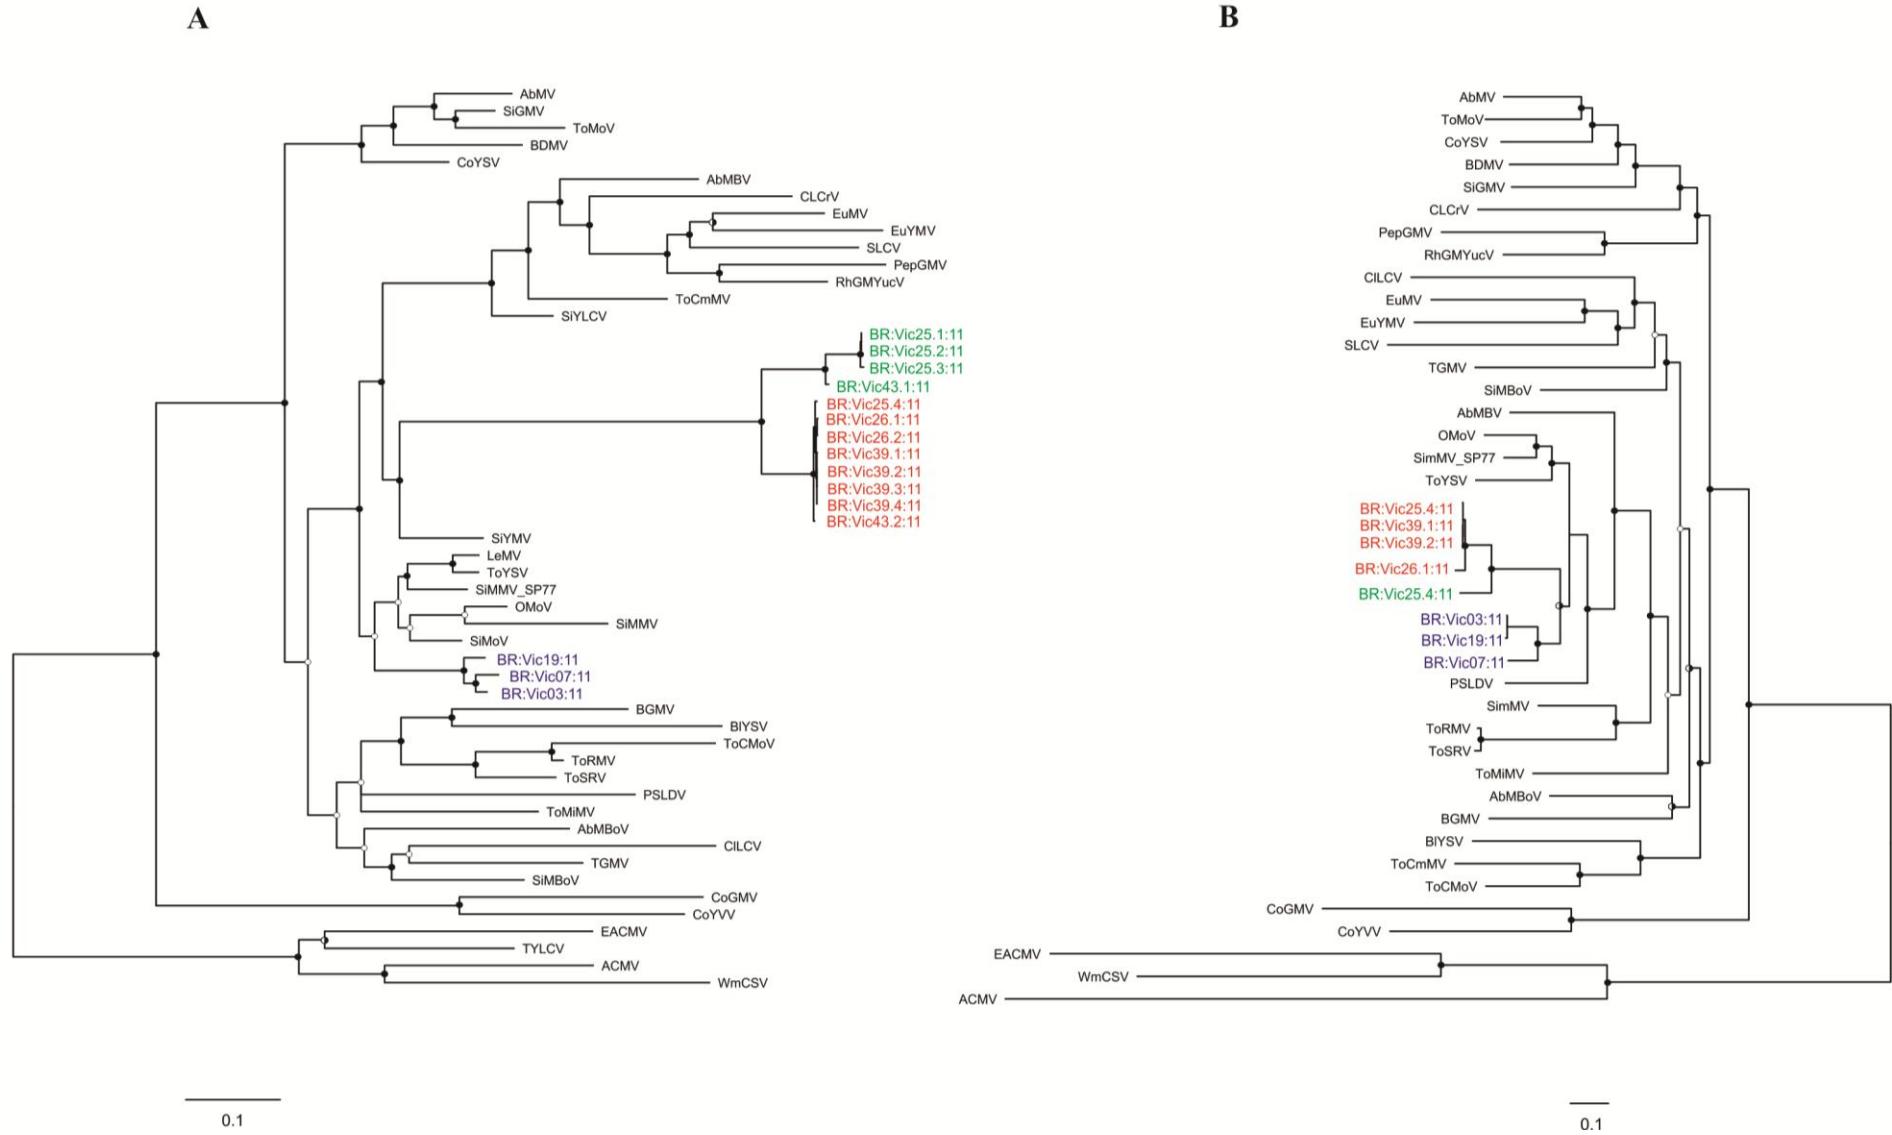 A
AbMV
SiGMV
ToMoV
BDMV
CoYSV
AbMBV
CLCrV
EuMV
EuYMV
SLCV
PepGMV
RhGMYucV
ToCmMV
SiYLCV
BR:Vic25.1:11
BR:Vic25.2:11
BR:Vic25.3:11
BR:Vic43.1:11
BR:Vic25.4:11
BR:Vic26.1:11
BR:Vic26.2:11
BR:Vic39.1:11
BR:Vic39.2:11
BR:Vic39.3:11
BR:Vic39.4:11
BR:Vic43.2:11
SiYMV
LeMV
ToYSV
SiMMV_SP77
OMoV
SiMMV
SiMoV
BR:Vic19:11
BR:Vic07:11
BR:Vic03:11
BGMV
BlYSV
ToCMoV
ToRMV
ToSRV
PSLDV
ToMiMV
AbMBoV
ClLCV
TGMV
SiMBoV
CoGMV
CoYVV
EACMV
TYLCV
ACMV
WmCSV
0.1
B
AbMV
ToMoV
CoYSV
BDMV
SiGMV
CLCrV
PepGMV
RhGMYucV
ClLCV
EuMV
EuYMV
SLCV
TGMV
SiMBoV
AbMBV
OMoV
SimMV_SP77
ToYSV
BR:Vic25.4:11
BR:Vic39.1:11
BR:Vic39.2:11
BR:Vic26.1:11
BR:Vic25.4:11
BR:Vic03:11
BR:Vic19:11
BR:Vic07:11
PSLDV
SimMV
ToRMV
ToSRV
ToMiMV
AbMBoV
BGMV
BlYSV
ToCmMV
ToCMoV
CoGMV
CoYVV
EACMV
WmCSV
ACMV
0.1